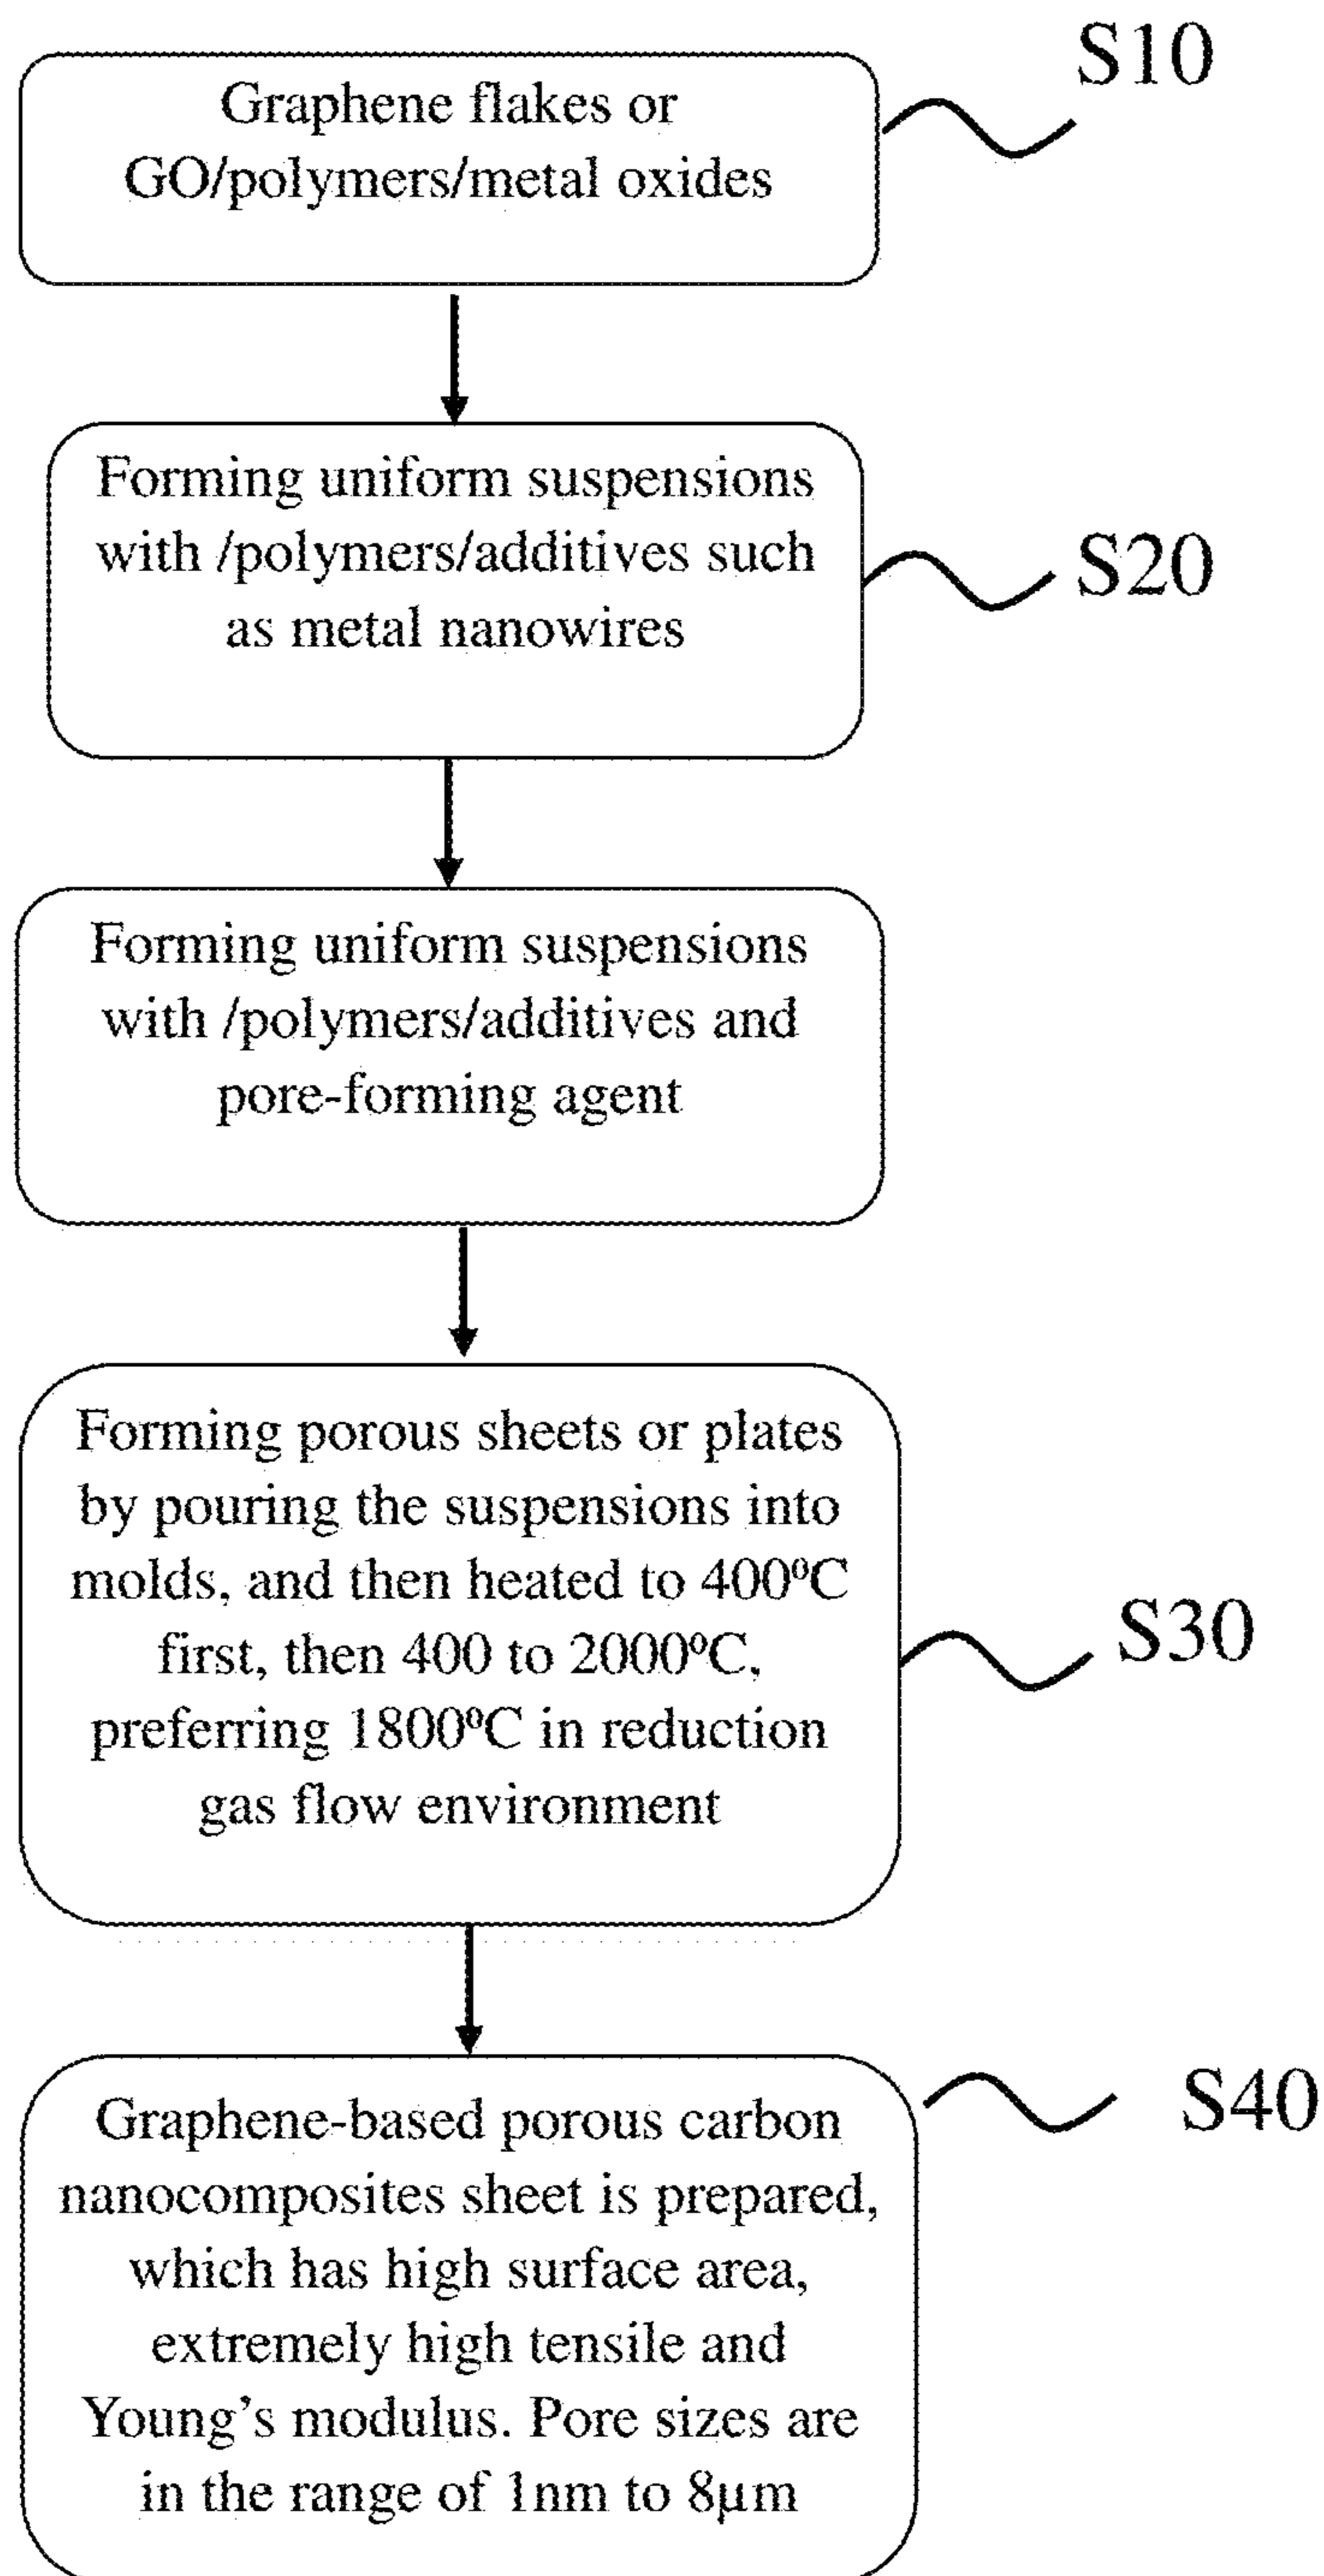 S10
Graphene flakes or
GO/polymers/metal oxides
Forming uniform suspensions
with /polymers/additives such
as metal nanowires
S20
Forming uniform suspensions
with /polymers/additives and
pore-forming agent
Forming porous sheets or plates
by pouring the suspensions into
molds, and then heated to 400⁰C
first, then 400 to 2000⁰C,
preferring 1800⁰C in reduction
gas flow environment
S30
Graphene-based porous carbon
nanocomposites sheet is prepared,
which has high surface area,
extremely high tensile and
Young's modulus. Pore sizes are
in the range of 1nm to 8μm
S40